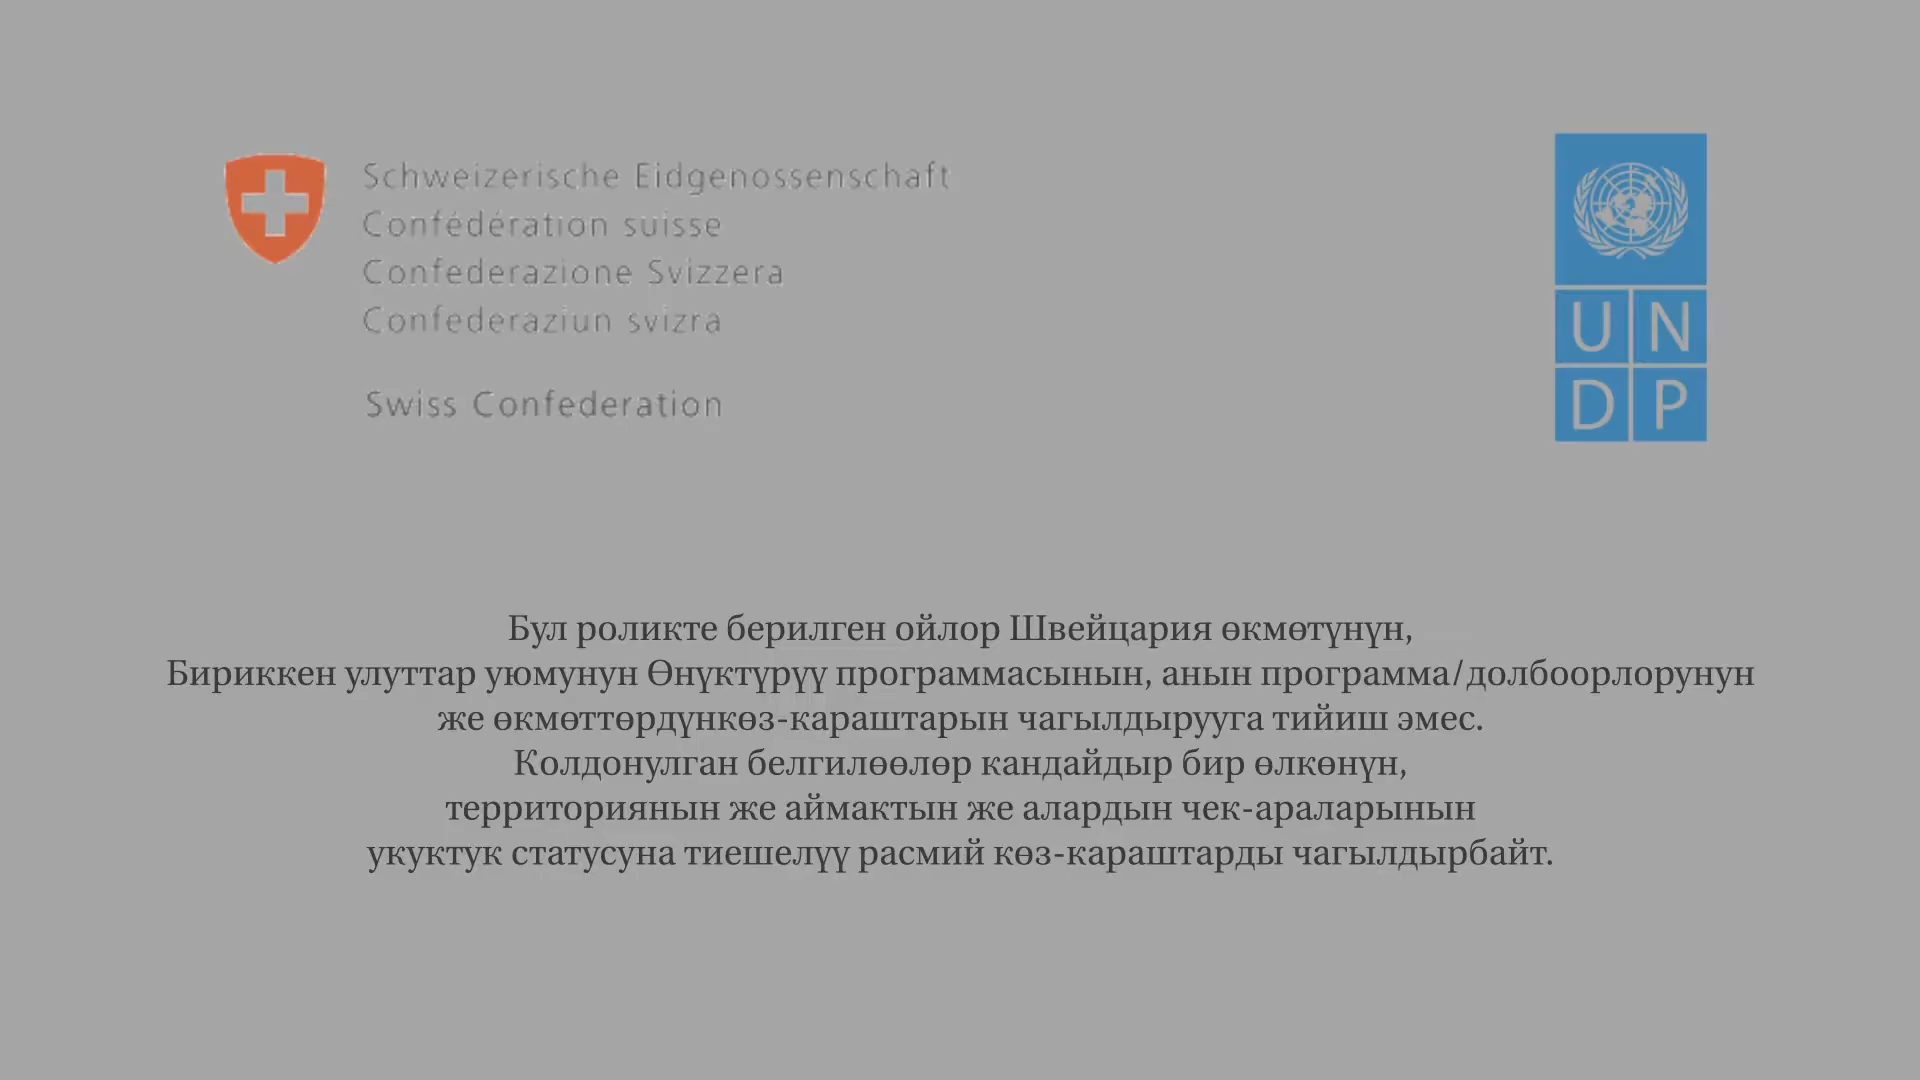 Schweizerische Eidgenossenschaft
Confédération suisse
Confederazione Svizzera
Confederaziun svizra
Swiss Confederation
U N
D P
Бул роликте берилген ойлор Швейцария өкмөтүнүн,
Бириккен улуттар уюмунун Өнүктүрүү программасынын, анын программа/долбоорлорунун
же өкмөттөрдүнкөз-караштарын чагылдырууга тийиш эмес.
Колдонулган белгилөөлөр кандайдыр бир өлкөнүн,
территориянын же аймактын же алардын чек-араларынын
укуктук статусуна тиешелүү расмий көз-караштарды чагылдырбайт.